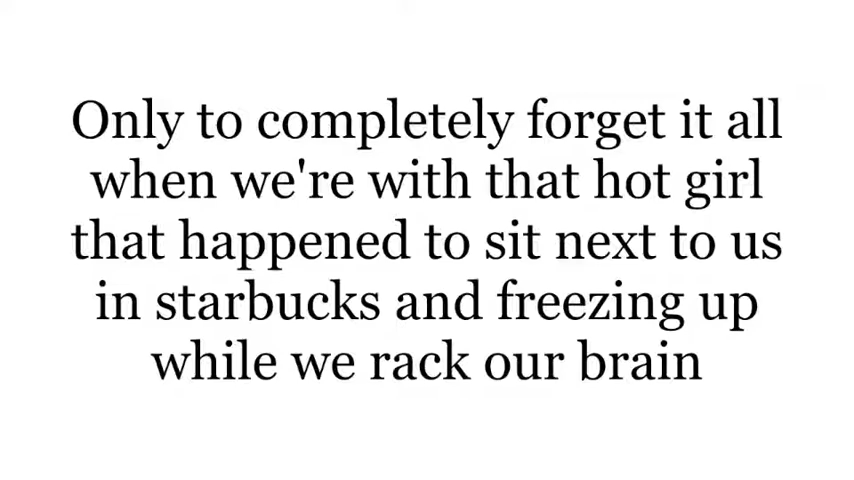 Only to completely forget it all
when we're with that hot girl
that happened to sit next to us
in starbucks and freezing up
while we rack our brain